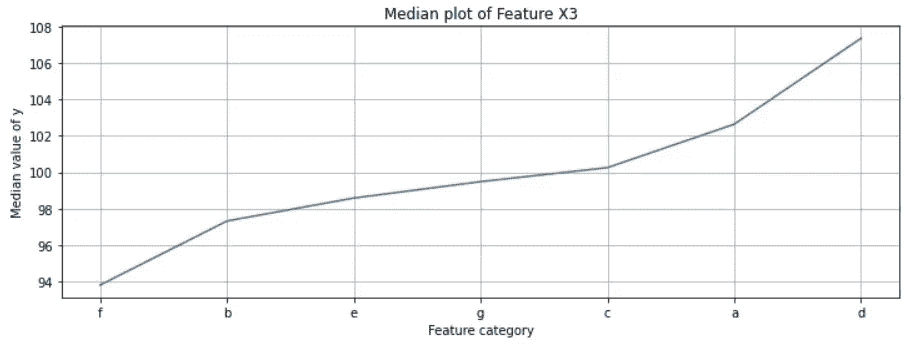 Median plot of Feature X3
108
106
104
102
100
98
96
94
Median value of y
f b e g c a d
Feature category